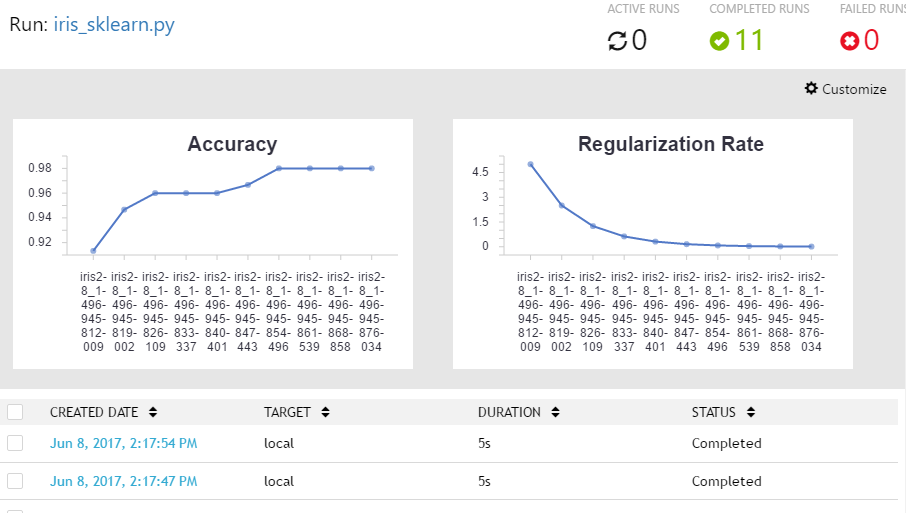 Run: iris_sklearn.py
ACTIVE RUNS COMPLETED RUNS FAILED RUNS
0 11 0
Customize
Accuracy
0.98
0.96
0.94
0.92
iris2- iris2- iris2- iris2- iris2- iris2- iris2- iris2- iris2- iris2-
8_1- 8_1- 8_1- 8_1- 8_1- 8_1- 8_1- 8_1- 8_1- 8_1-
496- 496- 496- 496- 496- 496- 496- 496- 496- 496-
945- 945- 945- 945- 945- 945- 945- 945- 945- 945-
812- 819- 826- 833- 840- 847- 854- 861- 868- 876-
009 002 109 337 401 443 496 539 858 034
Regularization Rate
4.5
3
1.5
0
iris2- iris2- iris2- iris2- iris2- iris2- iris2- iris2- iris2- iris2-
8_1- 8_1- 8_1- 8_1- 8_1- 8_1- 8_1- 8_1- 8_1- 8_1-
496- 496- 496- 496- 496- 496- 496- 496- 496- 496-
945- 945- 945- 945- 945- 945- 945- 945- 945- 945-
812- 819- 826- 833- 840- 847- 854- 861- 868- 876-
009 002 109 337 401 443 496 539 858 034
CREATED DATE TARGET DURATION STATUS
Jun 8, 2017, 2:17:54 PM local 5s Completed
Jun 8, 2017, 2:17:47 PM local 5s Completed